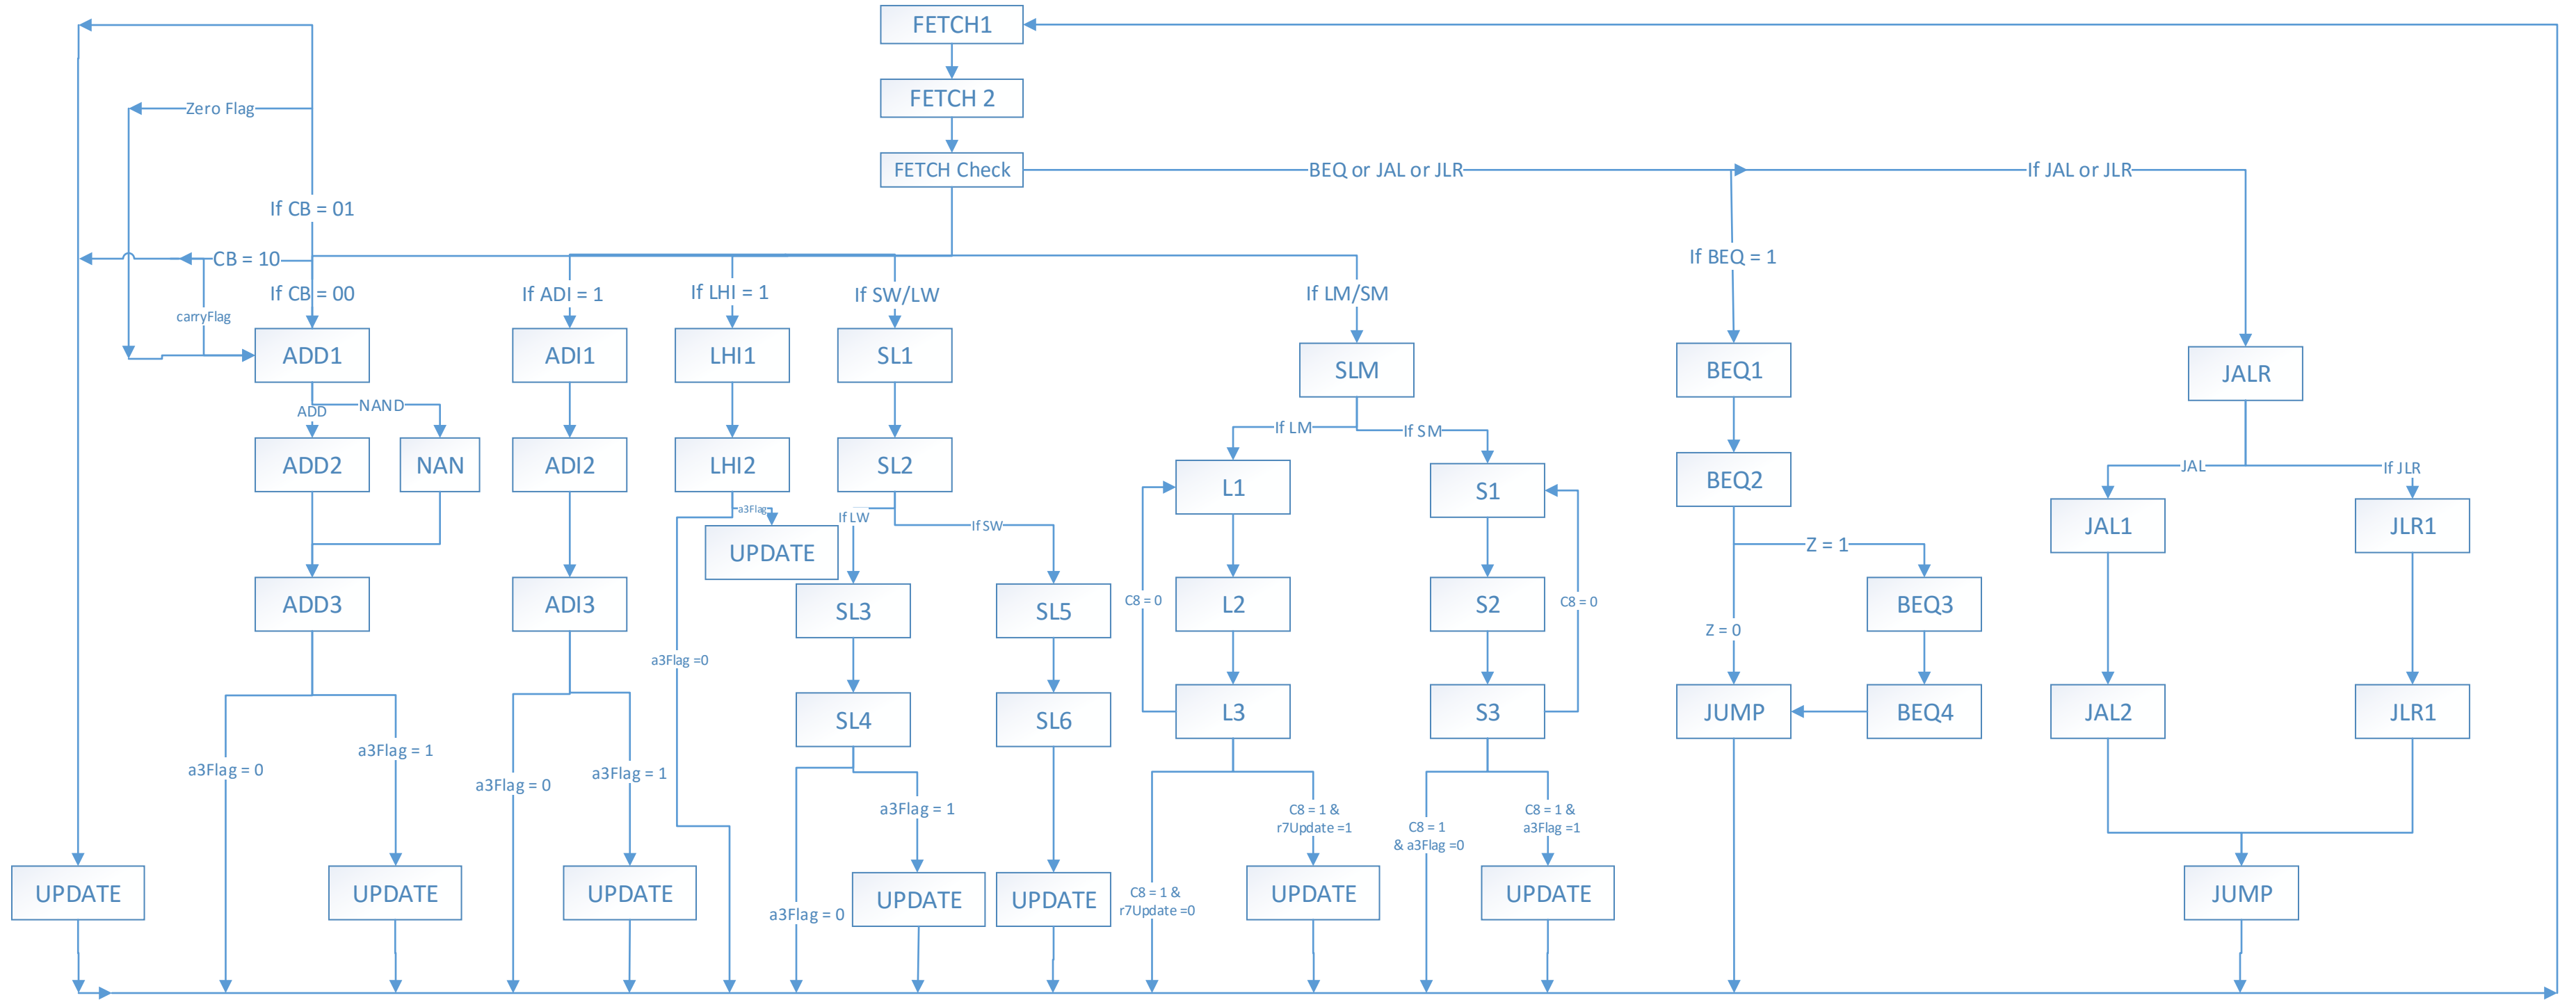 FETCH1
FETCH 2
Zero Flag
FETCH Check
BEQ or JAL or JLR
If JAL or JLR
If CB = 01
CB = 10
If BEQ = 1
If CB = 00
If ADI = 1
If LHI = 1
If SW/LW
If LM/SM
carryFlag
ADD1
ADI1
LHI1
SL1
SLM
BEQ1
JALR
ADD
NAND
If LM
If SM
ADD2
NAN
ADI2
LHI2
SL2
L1
S1
BEQ2
JAL
If JLR
a3Flag
If LW
If SW
JAL1
JLR1
UPDATE
Z = 1
ADD3
ADI3
SL3
SL5
C8 = 0
L2
S2
C8 = 0
Z = 0
BEQ3
a3Flag =0
SL4
SL6
L3
S3
JUMP
BEQ4
JAL2
JLR1
a3Flag = 0
a3Flag = 1
a3Flag = 0
a3Flag = 1
a3Flag = 1
C8 = 1 &
r7Update =1
C8 = 1
& a3Flag =0
C8 = 1 &
a3Flag =1
UPDATE
UPDATE
UPDATE
a3Flag = 0
UPDATE
UPDATE
C8 = 1 &
r7Update =0
UPDATE
UPDATE
JUMP